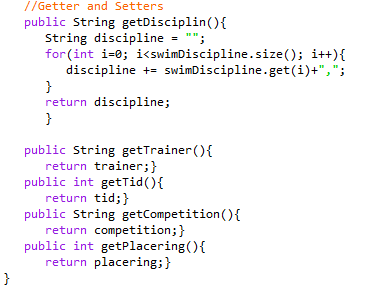 //Getter and Setters
public String getDisciplin(){
String discipline = "";
for(int i=0; i<swimDiscipline.size(); i++){
discipline += swimDiscipline.get(i)+",";
}
return discipline;
}
public String getTrainer(){
return trainer;}
public int getTid(){
return tid;}
public String getCompetition(){
return competition;}
public int getPlacering(){
return placering;}
}